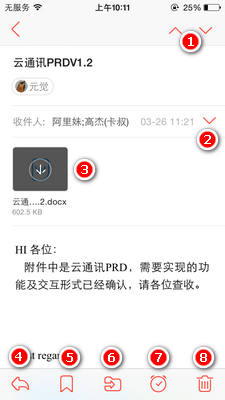 无服务 上午10:11 25%
1
云通讯PRDV1.2
元觉
收件人: 阿里妹;高杰(卡叔) 03-26 11:21
2
3
云通....2.docx
602.5 KB
HI 各位:
附件中是云通讯PRD，需要实现的功
能及交互形式已经确认，请各位查收。
4 5 6 7 8